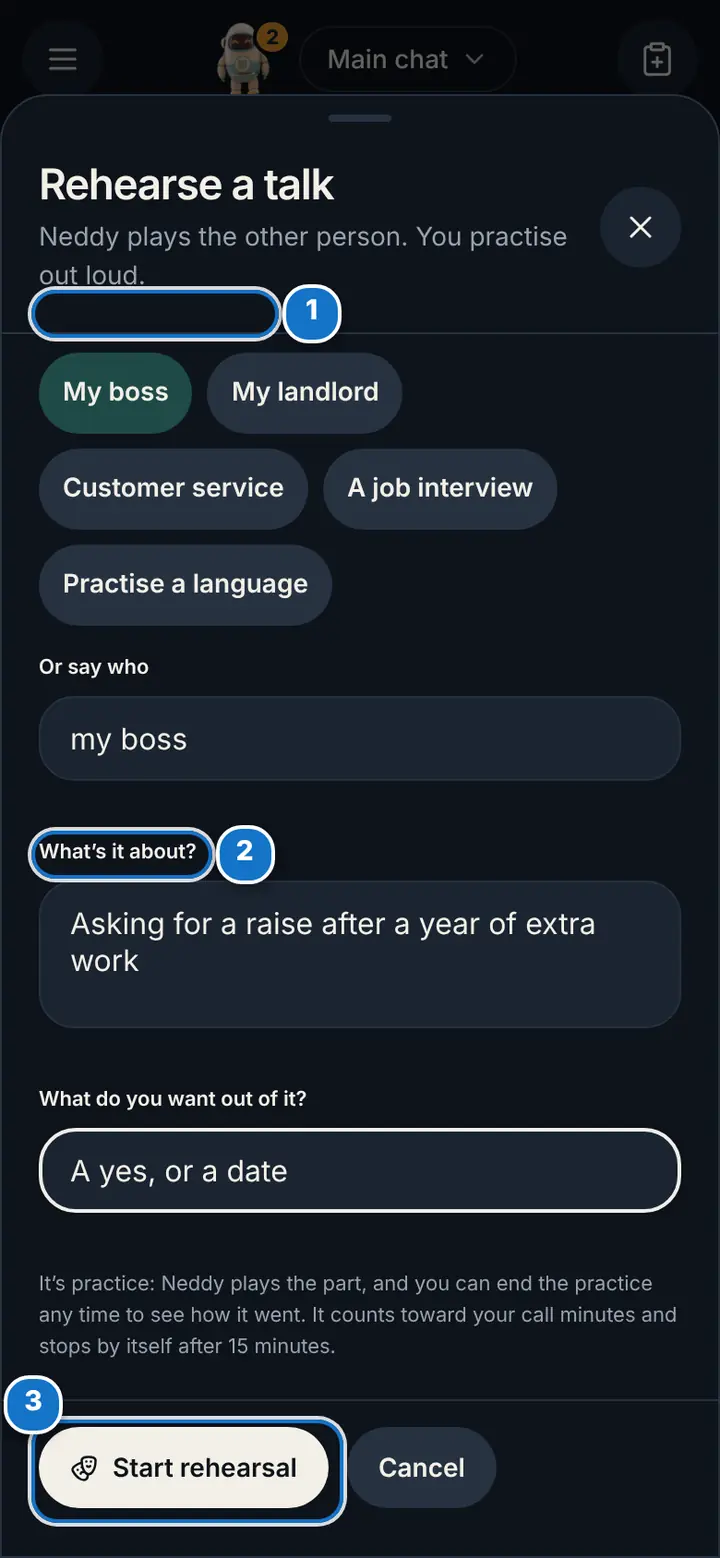 2
Main chat
Rehearse a talk
Neddy plays the other person. You practise
out loud.
1
My boss
My landlord
Customer service
A job interview
Practise a language
Or say who
my boss
What's it about?
2
Asking for a raise after a year of extra
work
What do you want out of it?
A yes, or a date
It's practice: Neddy plays the part, and you can end the practice
any time to see how it went. It counts toward your call minutes and
stops by itself after 15 minutes.
3
Start rehearsal
Cancel